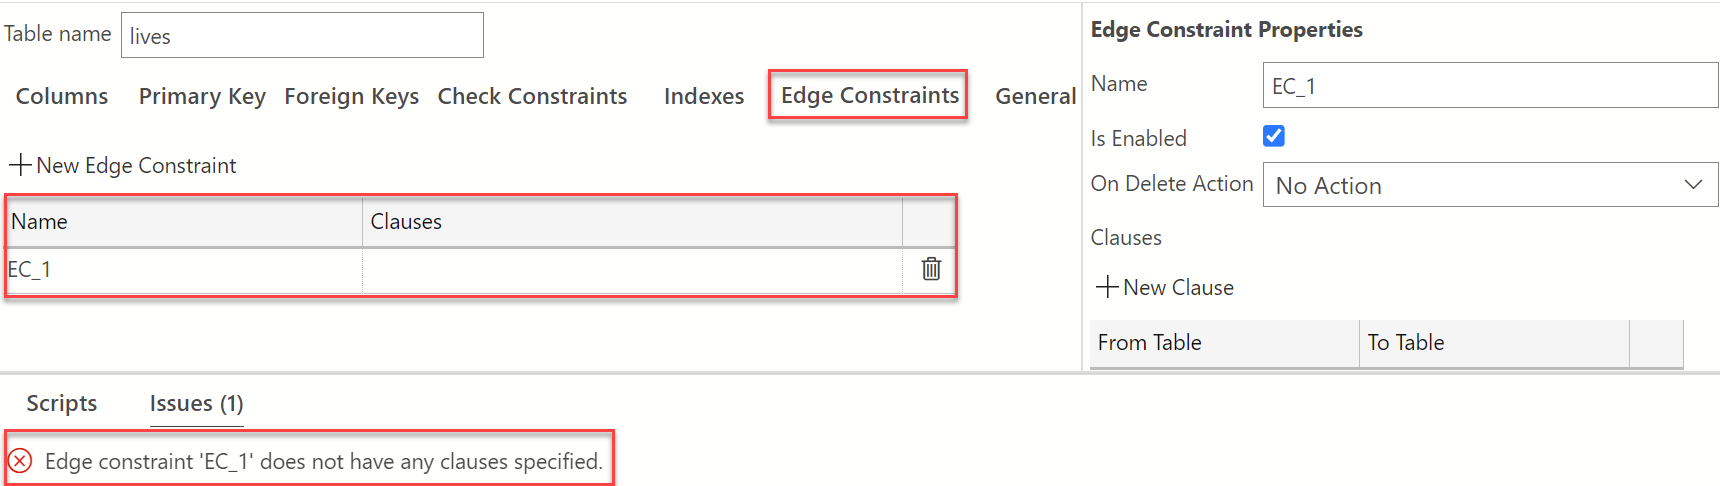 Table name lives
Columns Primary Key Foreign Keys Check Constraints Indexes Edge Constraints General
New Edge Constraint
Name Clauses
EC_1
Edge Constraint Properties
Name EC_1
Is Enabled
On Delete Action No Action
Clauses
New Clause
From Table To Table
Scripts Issues (1)
Edge constraint 'EC_1' does not have any clauses specified.